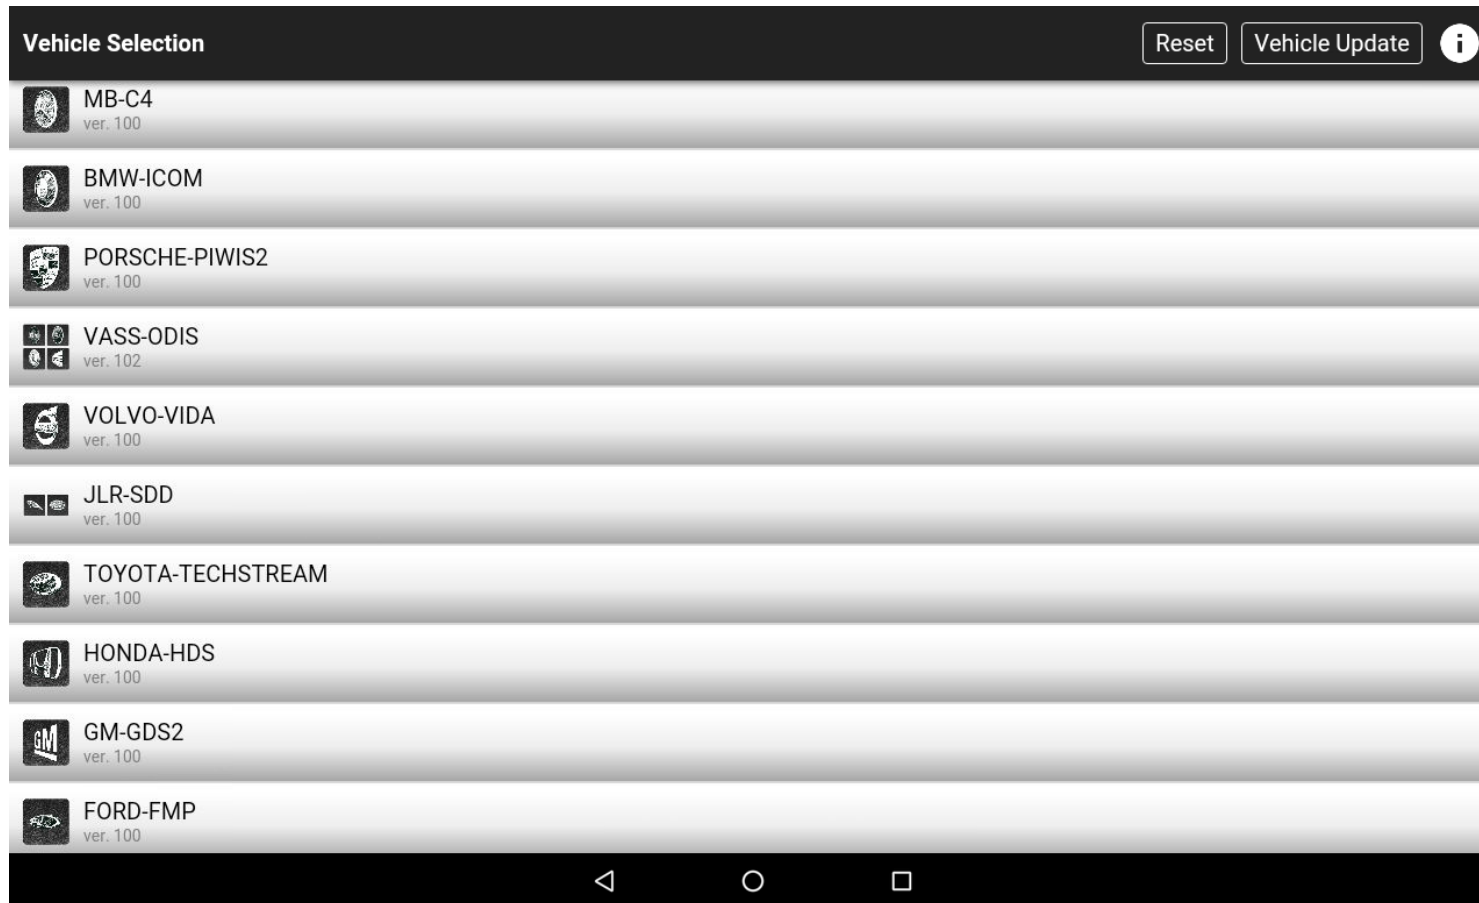 Vehicle Selection
Reset
Vehicle Update
MB-C4
ver. 100
BMW-ICOM
ver. 100
PORSCHE-PIWIS2
ver. 100
VASS-ODIS
ver. 102
VOLVO-VIDA
ver. 100
JLR-SDD
ver. 100
TOYOTA-TECHSTREAM
ver. 100
HONDA-HDS
ver. 100
GM
GM-GDS2
ver. 100
FORD-FMP
ver. 100